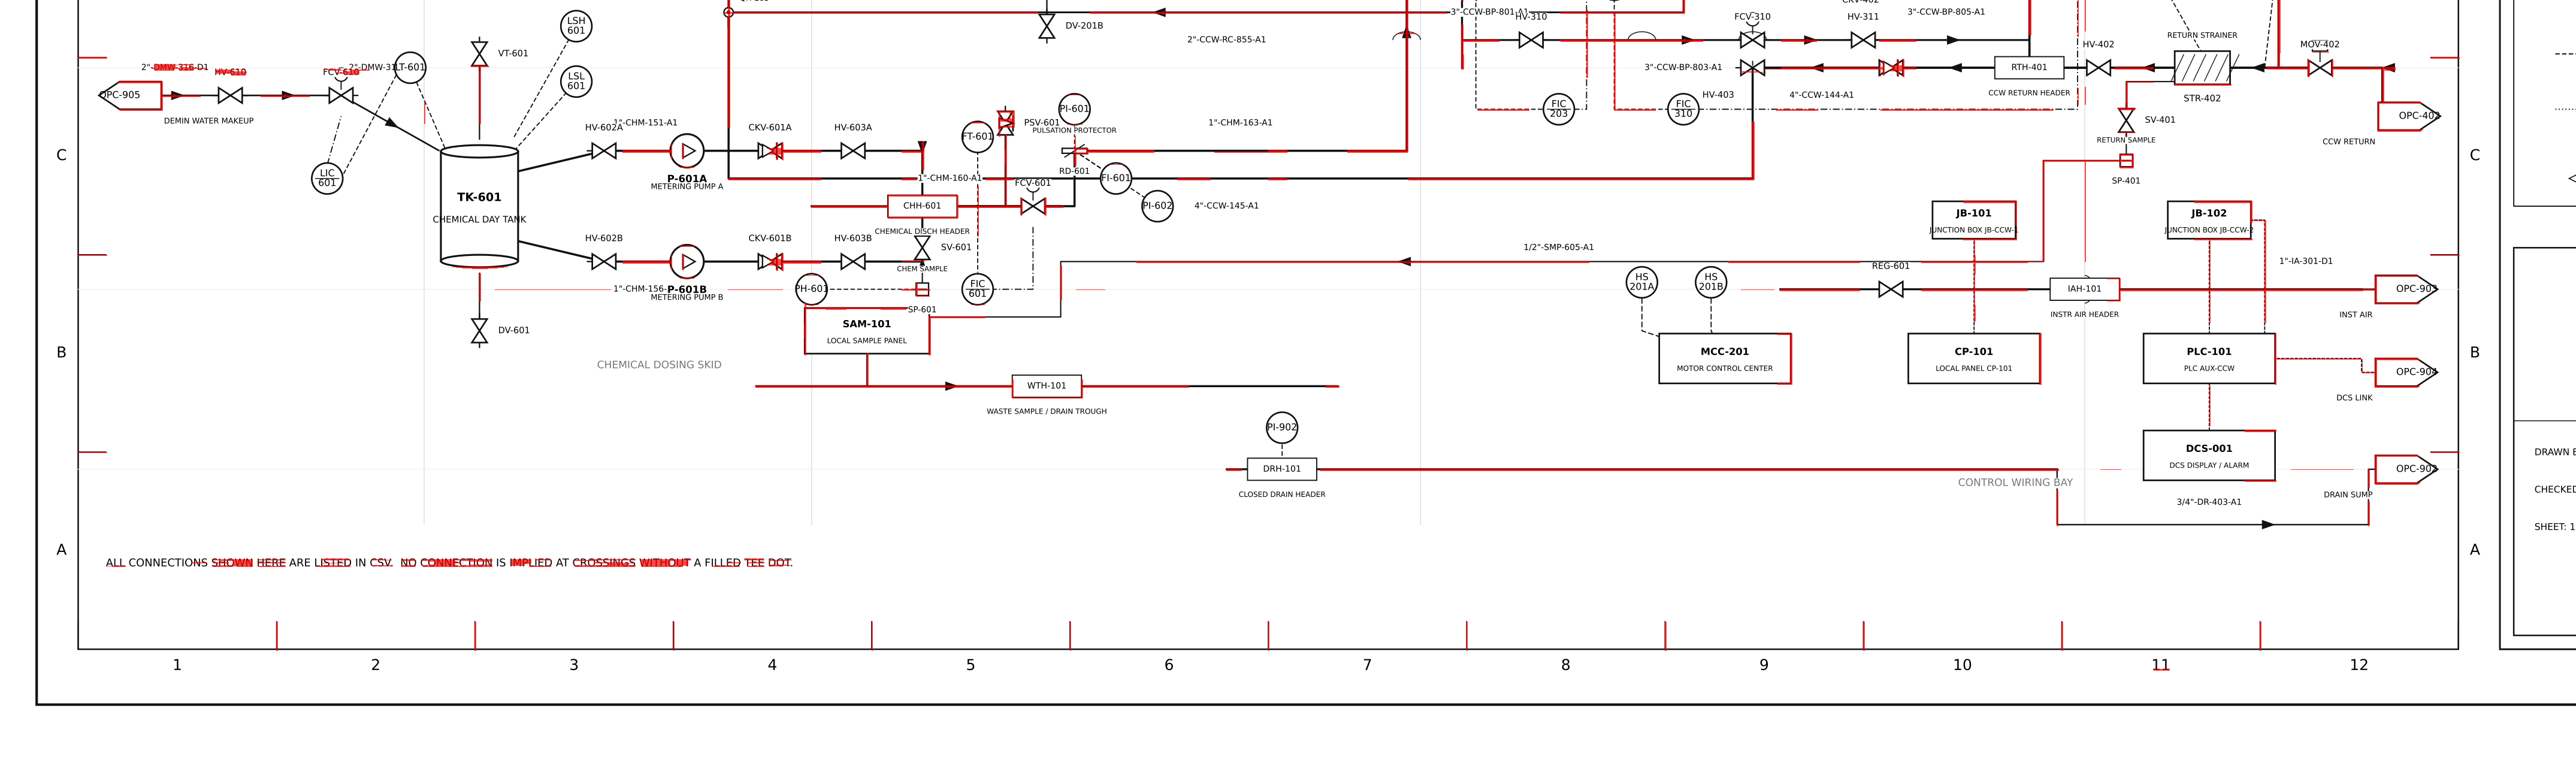 3"-CCW-BP-801-A1
HV-310
FCV-310
HV-311
3"-CCW-BP-805-A1
LSH
601
DV-201B
2"-CCW-RC-855-A1
RETURN STRAINER
VT-601
HV-402
MOV-402
2"-DMW-316-D1
HV-610
FCV-610
LT-601
LSL
601
3"-CCW-BP-803-A1
RTH-401
CCW RETURN HEADER
STR-402
OPC-905
DEMIN WATER MAKEUP
FIC
203
FIC
310
HV-403
4"-CCW-144-A1
OPC-402
CCW RETURN
PI-601
PSV-601
PULSATION PROTECTOR
1"-CHM-163-A1
SV-401
RETURN SAMPLE
SP-401
HV-602A
1"-CHM-151-A1
CKV-601A
HV-603A
FT-601
C
C
LIC
601
P-601A
METERING PUMP A
1"-CHM-160-A1
RD-601
FI-601
FCV-601
PI-602
4"-CCW-145-A1
TK-601
CHEMICAL DAY TANK
CHH-601
CHEMICAL DISCH HEADER
JB-101
JUNCTION BOX JB-CCW-1
JB-102
JUNCTION BOX JB-CCW-2
HV-602B
CKV-601B
HV-603B
SV-601
CHEM SAMPLE
1/2"-SMP-605-A1
REG-601
1"-IA-301-D1
1"-CHM-156-
P-601B
METERING PUMP B
PH-601
SP-601
FIC
601
HS
201A
HS
201B
IAH-101
INSTR AIR HEADER
OPC-903
INST AIR
DV-601
SAM-101
LOCAL SAMPLE PANEL
CHEMICAL DOSING SKID
B
B
MCC-201
MOTOR CONTROL CENTER
CP-101
LOCAL PANEL CP-101
PLC-101
PLC AUX-CCW
OPC-904
DCS LINK
WTH-101
WASTE SAMPLE / DRAIN TROUGH
PI-902
DRH-101
CLOSED DRAIN HEADER
DCS-001
DCS DISPLAY / ALARM
CONTROL WIRING BAY
OPC-902
DRAIN SUMP
3/4"-DR-403-A1
DRAWN
CHECKED
SHEET: 1
A
A
ALL CONNECTIONS SHOWN HERE ARE LISTED IN CSV. NO CONNECTION IS IMPLIED AT CROSSINGS WITHOUT A FILLED TEE DOT.
1 2 3 4 5 6 7 8 9 10 11 12